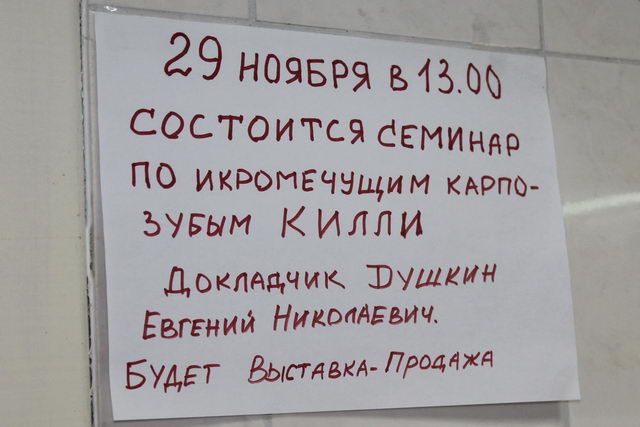 29 НОЯБРЯ В 13.00
СОСТОИТСЯ СЕМИНАР
ПО ИКРОМЕЧУЩИМ КАРПО-
ЗУБЫМ КИЛЛИ
ДОКЛАДЧИК ДУШКИН
ЕВГЕНИЙ НИКОЛАЕВИЧ.
БУДЕТ ВЫСТАВКА-ПРОДАЖА